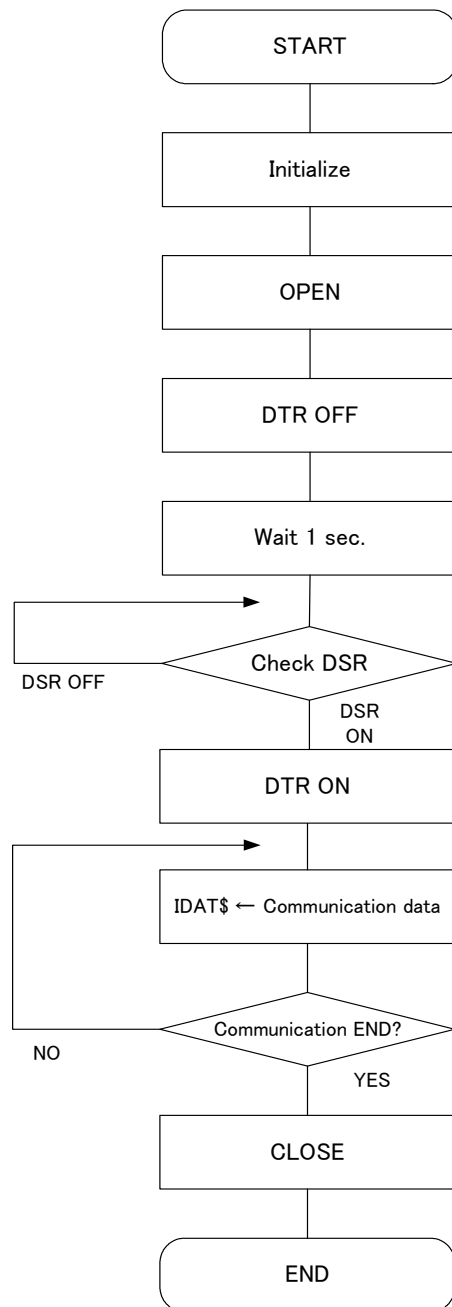 START
Initialize
OPEN
DTR OFF
Wait 1 sec.
Check DSR
DSR OFF
DSR
ON
DTR ON
IDAT$ ← Communication data
Communication END?
NO
YES
CLOSE
END